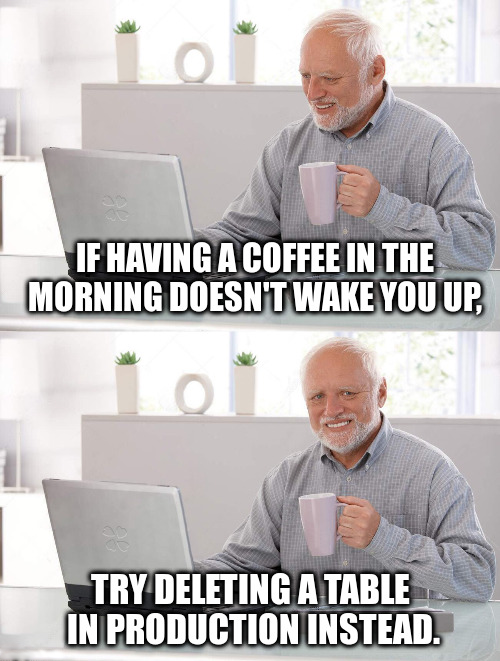 IF HAVING A COFFEE IN THE
MORNING DOESN'T WAKE YOU UP,
TRY DELETING A TABLE
IN PRODUCTION INSTEAD.